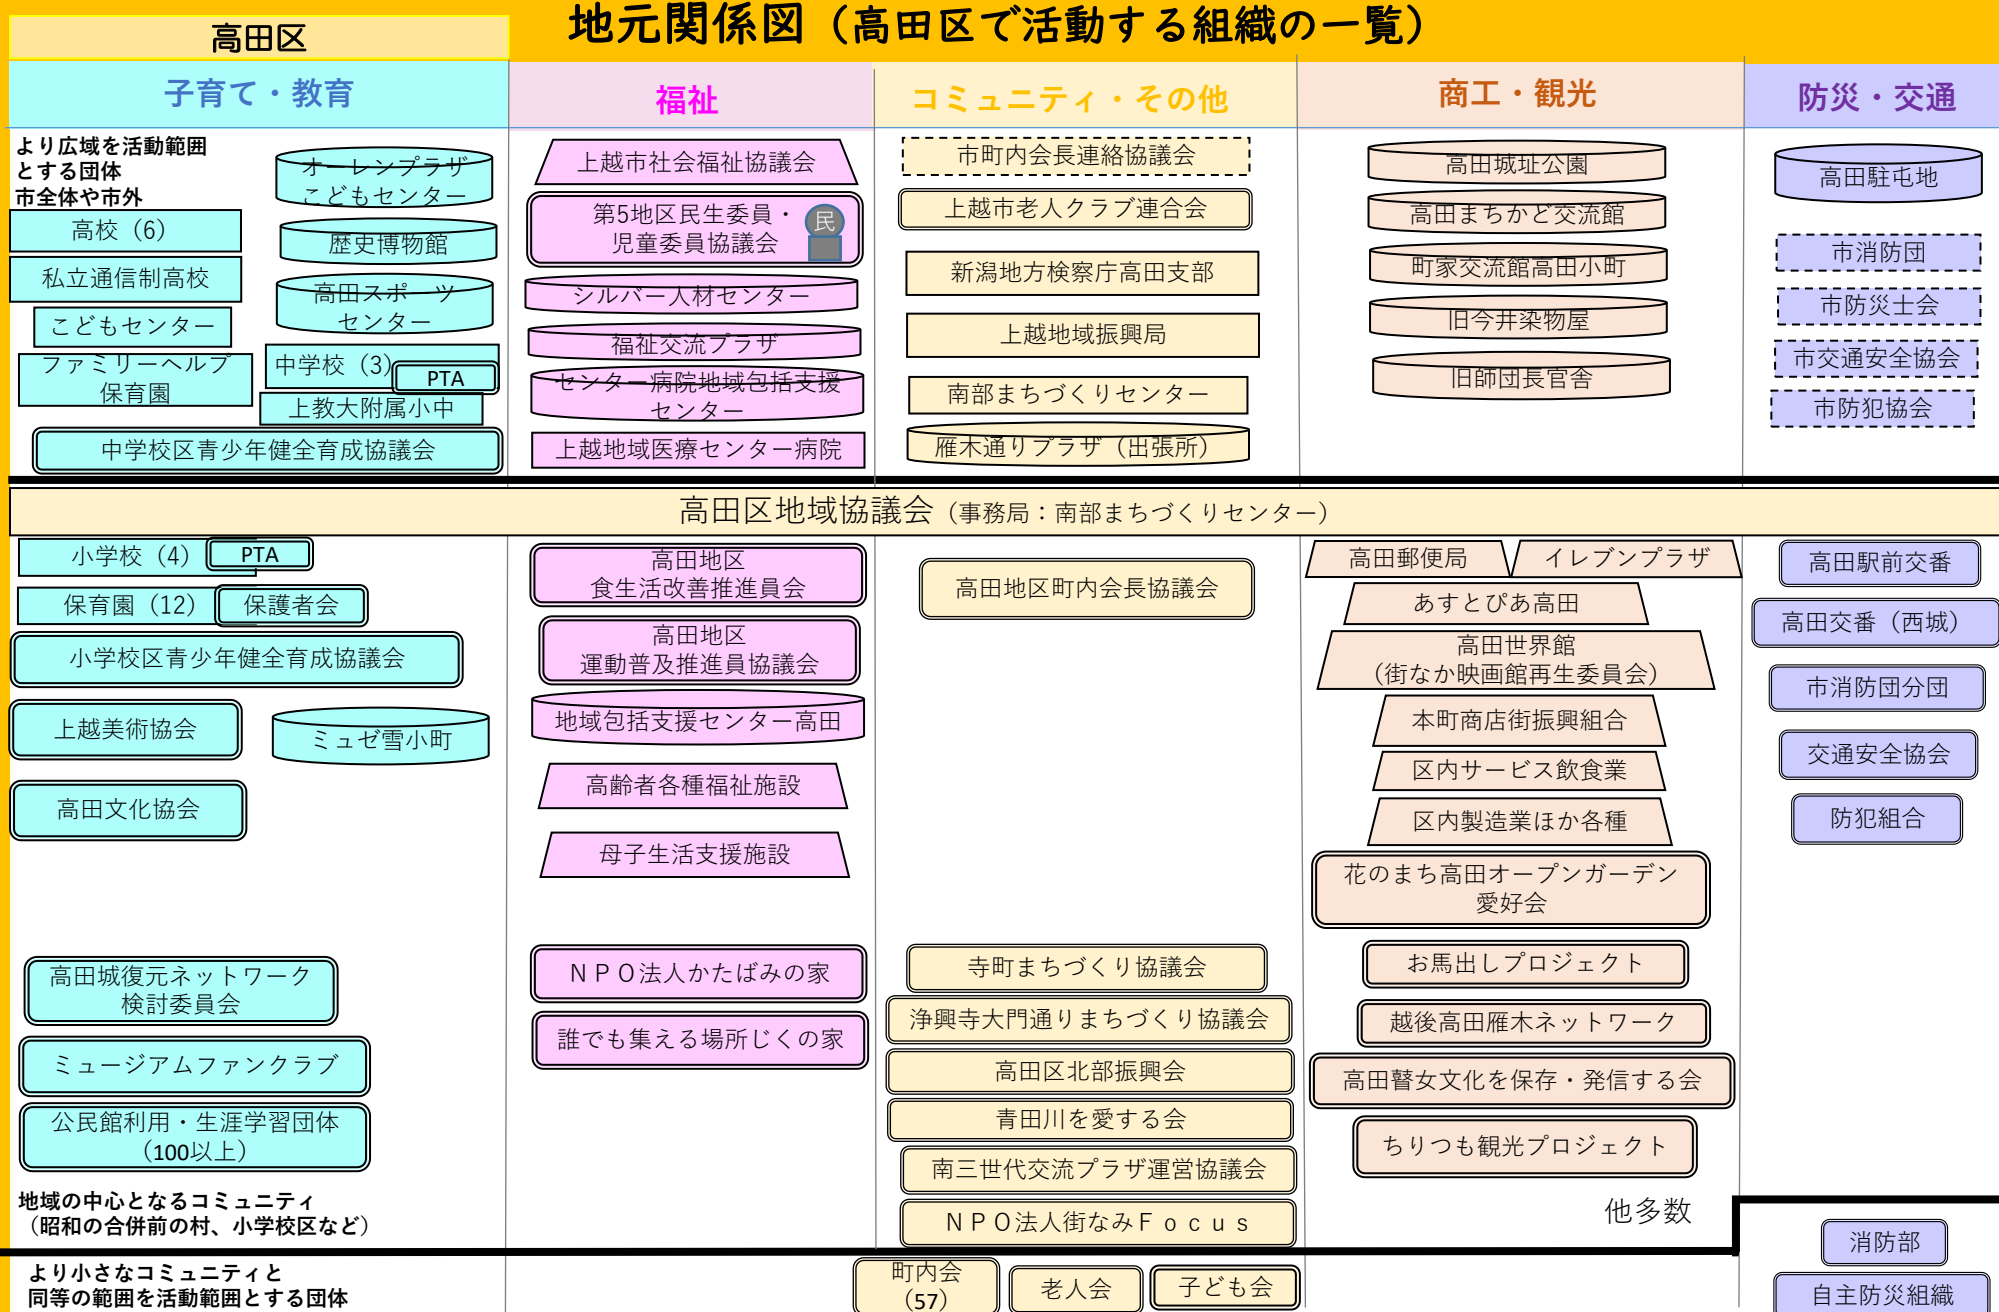 地元関係図（高田区で活動する組織の一覧）
高田区
子育て・教育
福祉
コミュニティ・その他
商工・観光
防災・交通
より広域を活動範囲
とする団体
市全体や市外
オーレンプラザ
こどもセンター
高校（6）
歴史博物館
私立通信制高校
高田スポーツ
センター
こどもセンター
ファミリーヘルプ
保育園
中学校（3）
PTA
上教大附属小中
中学校区青少年健全育成協議会
上越市社会福祉協議会
第5地区民生委員・
児童委員協議会
民
シルバー人材センター
福祉交流プラザ
センター病院地域包括支援
センター
上越地域医療センター病院
市町内会長連絡協議会
上越市老人クラブ連合会
新潟地方検察庁高田支部
上越地域振興局
南部まちづくりセンター
雁木通りプラザ（出張所）
高田城址公園
高田まちかど交流館
町家交流館高田小町
旧今井染物屋
旧師団長官舎
高田駐屯地
市消防団
市防災士会
市交通安全協会
市防犯協会
高田区地域協議会（事務局：南部まちづくりセンター）
小学校（4）
PTA
保育園（12）
保護者会
小学校区青少年健全育成協議会
上越美術協会
ミュゼ雪小町
高田文化協会
高田城復元ネットワーク
検討委員会
ミュージアムファンクラブ
公民館利用・生涯学習団体
（100以上）
地域の中心となるコミュニティ
（昭和の合併前の村、小学校区など）
高田地区
食生活改善推進員会
高田地区
運動普及推進員協議会
地域包括支援センター高田
高齢者各種福祉施設
母子生活支援施設
ＮＰＯ法人かたばみの家
誰でも集える場所じくの家
高田地区町内会長協議会
寺町まちづくり協議会
浄興寺大門通りまちづくり協議会
高田区北部振興会
青田川を愛する会
南三世代交流プラザ運営協議会
ＮＰＯ法人街なみＦｏｃｕｓ
高田郵便局
イレブンプラザ
あすとぴあ高田
高田世界館
（街なか映画館再生委員会）
本町商店街振興組合
区内サービス飲食業
区内製造業ほか各種
花のまち高田オープンガーデン
愛好会
お馬出しプロジェクト
越後高田雁木ネットワーク
高田瞽女文化を保存・発信する会
ちりつも観光プロジェクト
他多数
高田駅前交番
高田交番（西城）
市消防団分団
交通安全協会
防犯組合
より小さなコミュニティと
同等の範囲を活動範囲とする団体
町内会
（57）
老人会
子ども会
消防部
自主防災組織